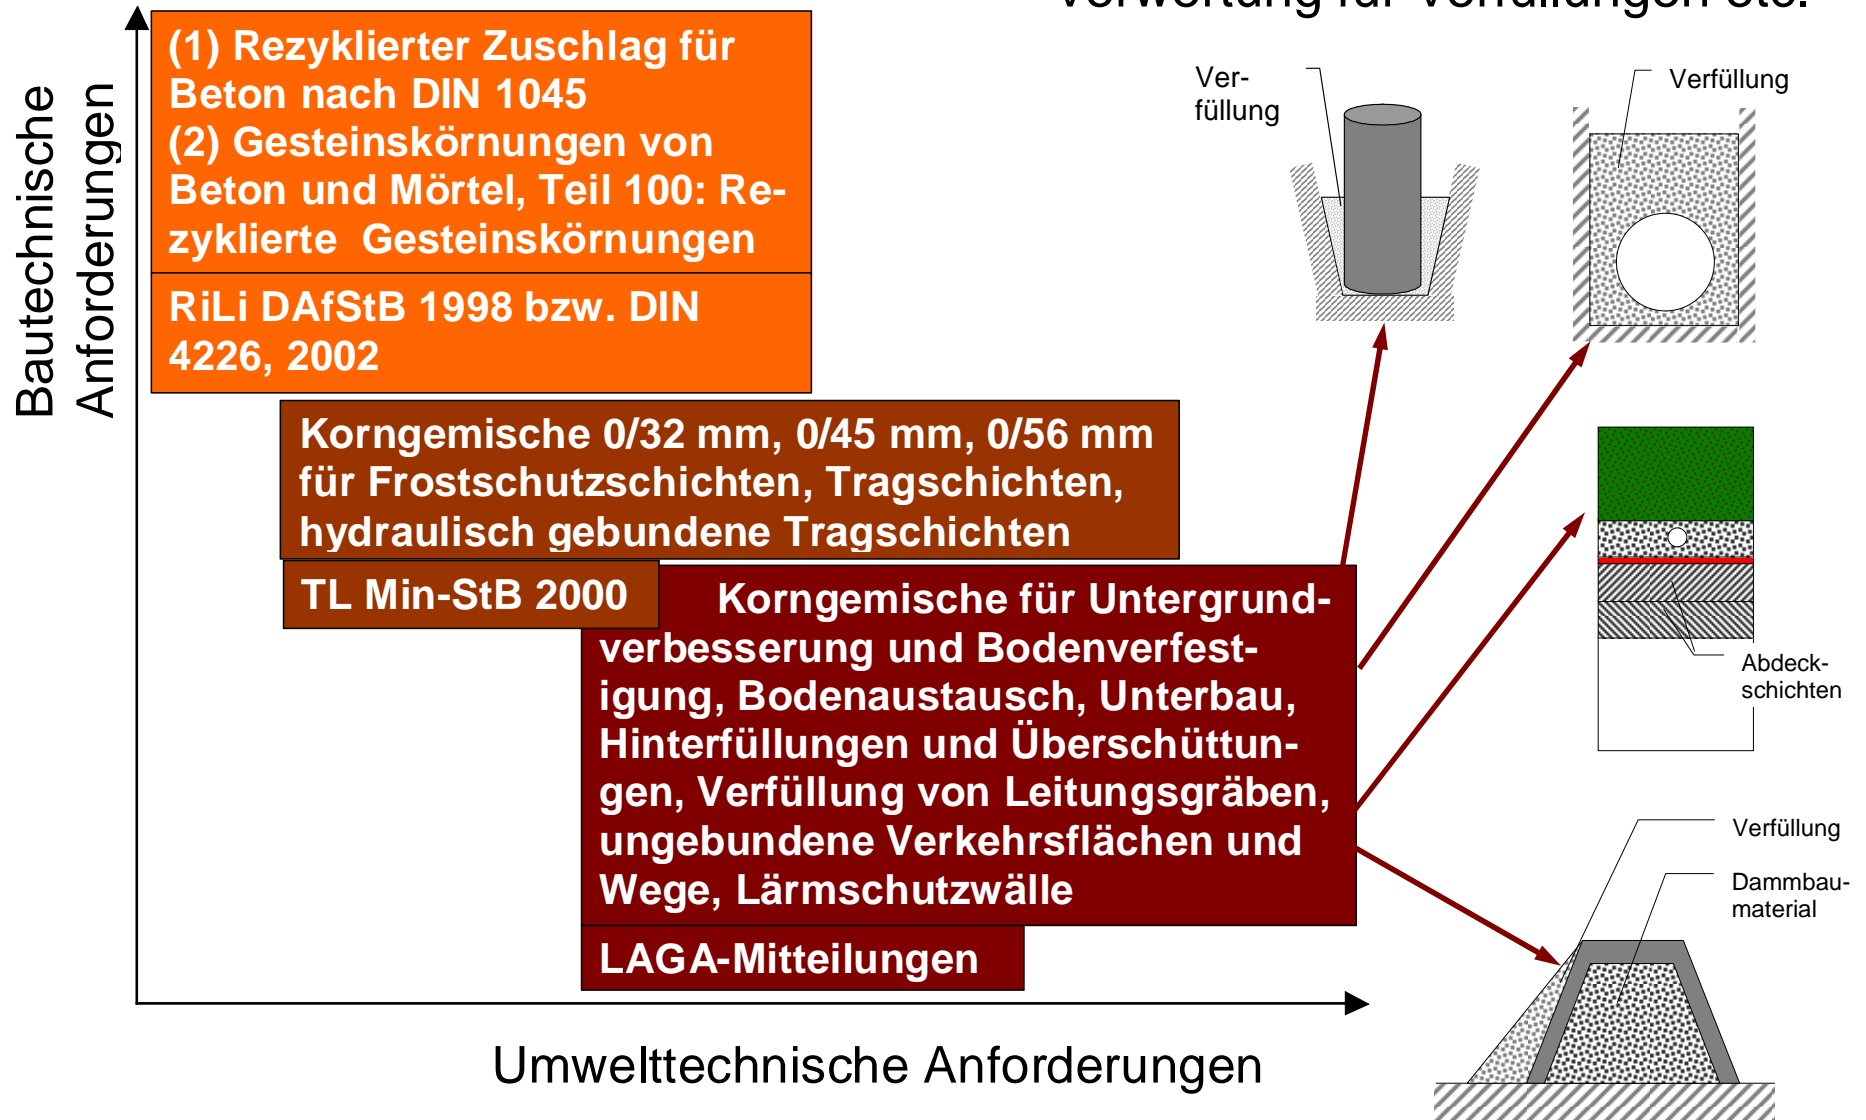 Verwertung für Verfüllungen etc.
Bautechnische
Anforderungen
(1) Rezyklierter Zuschlag für
Beton nach DIN 1045
(2) Gesteinskörnungen von
Beton und Mörtel, Teil 100: Re-
zyklierte Gesteinskörnungen
RiLi DAfStB 1998 bzw. DIN
4226, 2002
Korngemische 0/32 mm, 0/45 mm, 0/56 mm
für Frostschutzschichten, Tragschichten,
hydraulisch gebundene Tragschichten
TL Min-StB 2000
Korngemische für Untergrund-
verbesserung und Bodenverfest-
igung, Bodenaustausch, Unterbau,
Hinterfüllungen und Überschüttun-
gen, Verfüllung von Leitungsgräben,
ungebundene Verkehrsflächen und
Wege, Lärmschutzwälle
LAGA-Mitteilungen
Umwelttechnische Anforderungen
Ver-
füllung
Verfüllung
Abdeck-
schichten
Verfüllung
Dammbau-
material